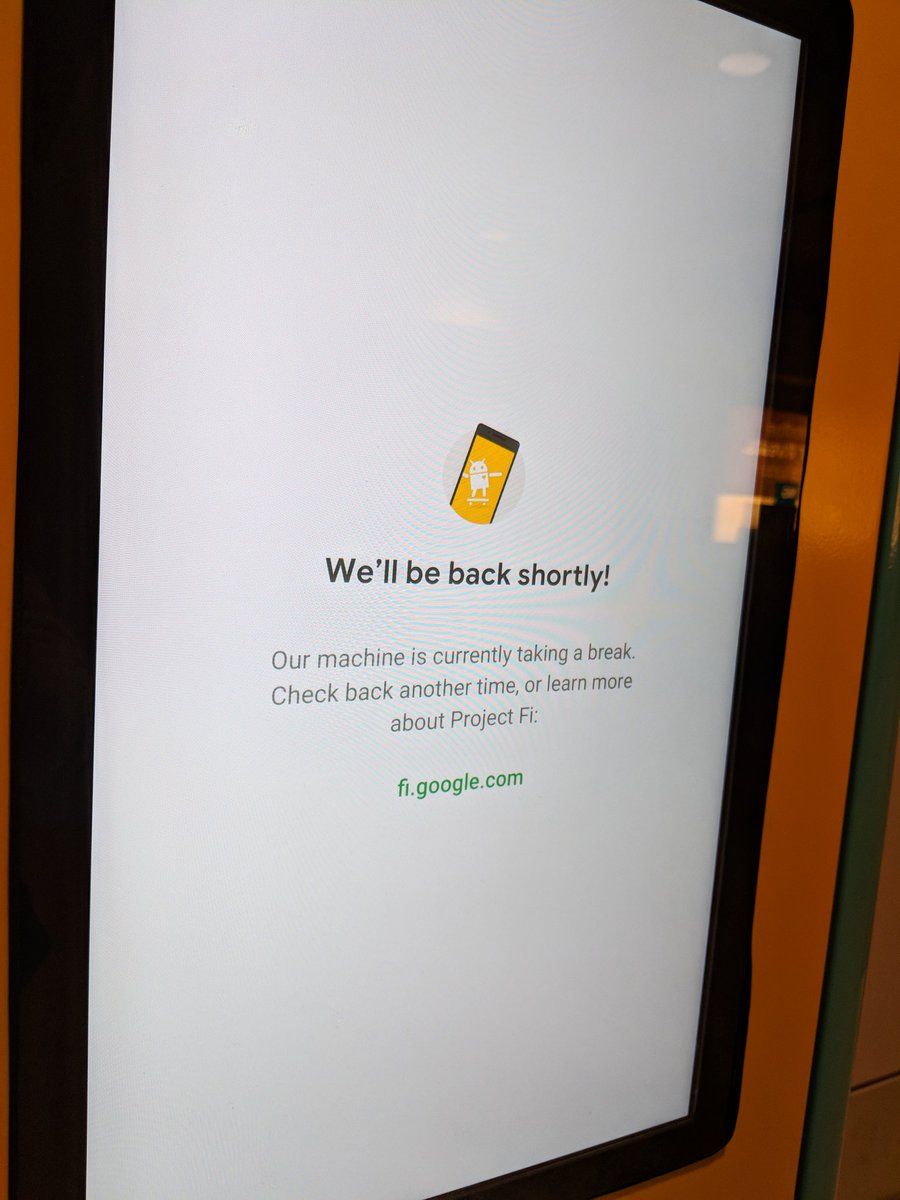 We'll be back shortly!
Our machine is currently taking a break.
Check back another time, or learn more
about Project Fi:
fi.google.com